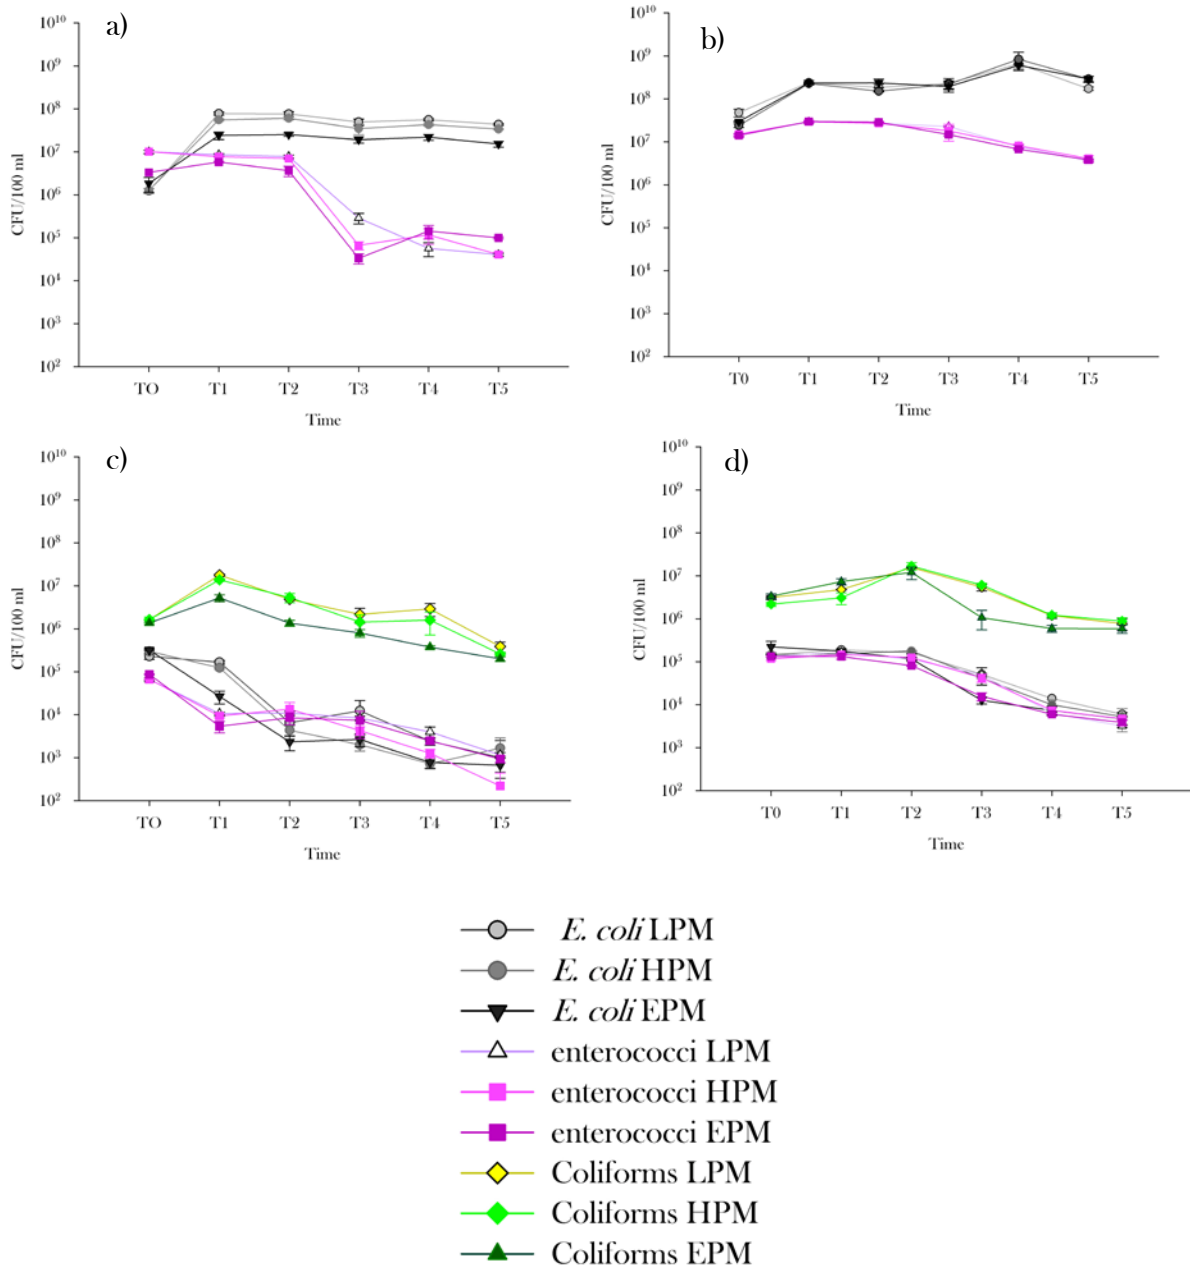 a)
10¹⁰
10⁹
10⁸
10⁷
10⁶
10⁵
10⁴
10³
10²
CFU/100 ml
TO T1 T2 T3 T4 T5
Time
b)
10¹⁰
10⁹
10⁸
10⁷
10⁶
10⁵
10⁴
10³
10²
CFU/100 ml
T0 T1 T2 T3 T4 T5
Time
c)
10¹⁰
10⁹
10⁸
10⁷
10⁶
10⁵
10⁴
10³
10²
CFU/100 ml
TO T1 T2 T3 T4 T5
Time
d)
10¹⁰
10⁹
10⁸
10⁷
10⁶
10⁵
10⁴
10³
10²
CFU/100 ml
T0 T1 T2 T3 T4 T5
Time
E. coli LPM
E. coli HPM
E. coli EPM
enterococci LPM
enterococci HPM
enterococci EPM
Coliforms LPM
Coliforms HPM
Coliforms EPM